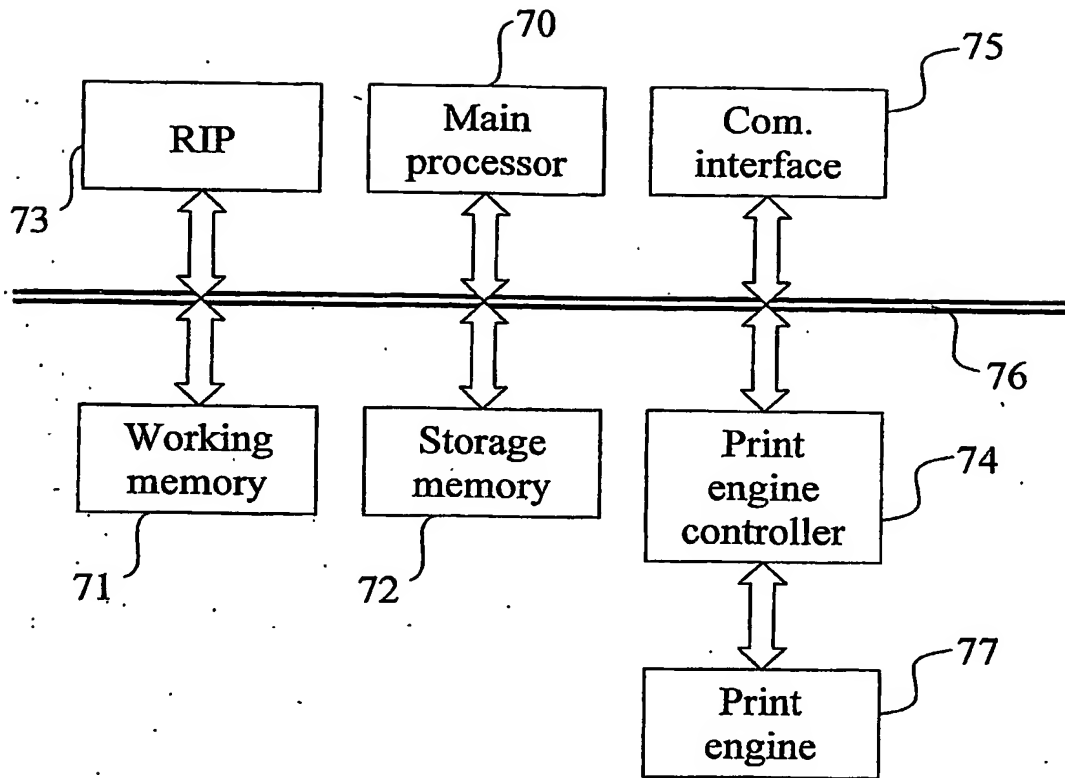 70
75
RIP
Main
processor
Com.
interface
73
76
Working
memory
Storage
memory
Print
engine
controller
74
71
72
77
Print
engine